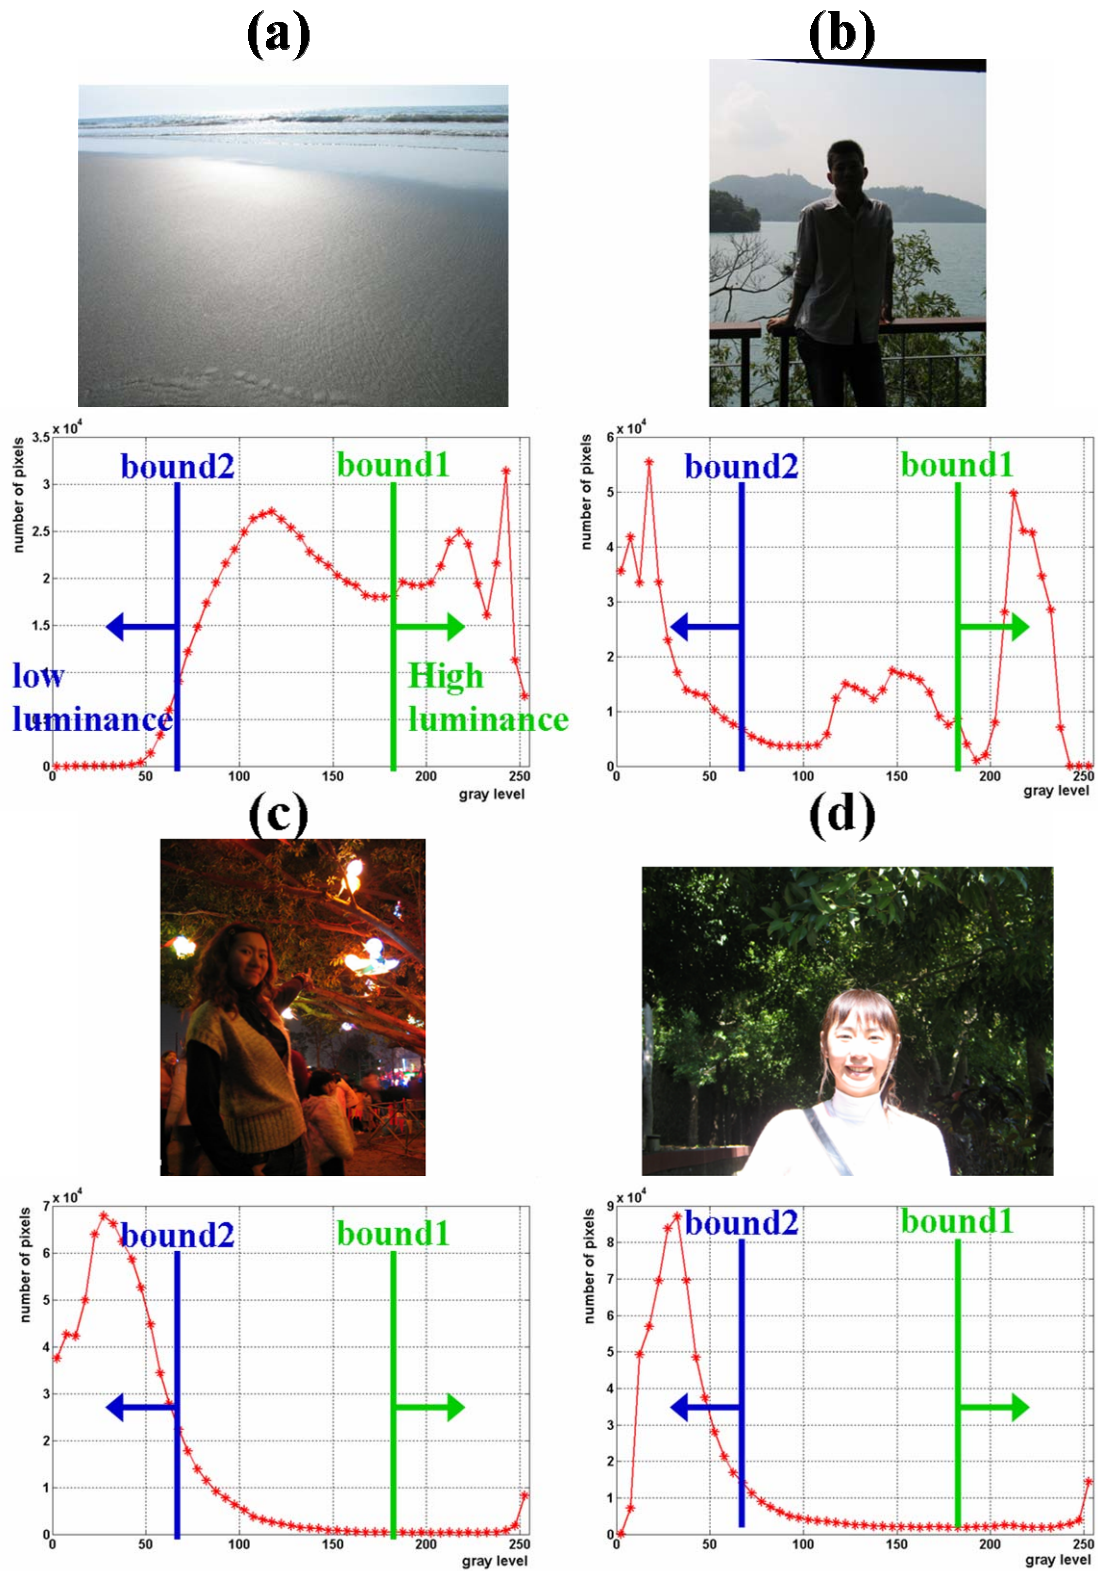 (a)
(b)
x 10⁴
3.5
3
2.5
2
1.5
1
0.5
0
number of pixels
bound2
bound1
low
luminance
High
luminance
0 50 100 150 200 250
gray level
x 10⁴
6
5
4
3
2
1
0
number of pixels
bound2
bound1
0 50 100 150 200 250
gray level
(c)
(d)
x 10⁴
7
6
5
4
3
2
1
0
number of pixels
bound2
bound1
0 50 100 150 200 250
gray level
x 10⁴
9
8
7
6
5
4
3
2
1
0
number of pixels
bound2
bound1
0 50 100 150 200 250
gray level